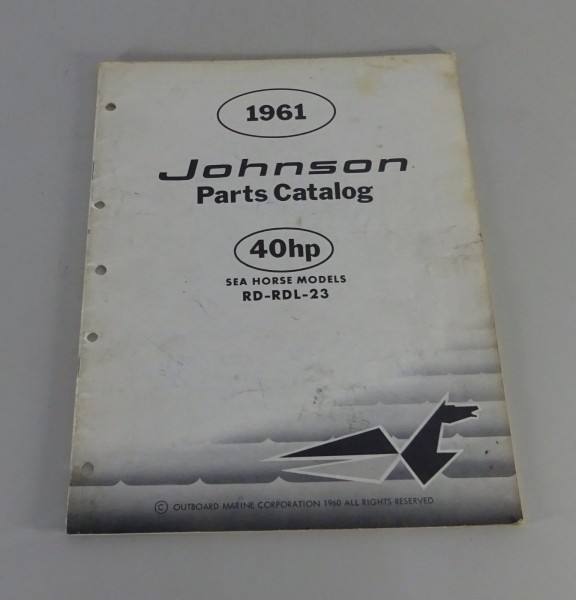 1961
Johnson
Parts Catalog
40hp
SEA HORSE MODELS
RD-RDL-23
© OUTBOARD MARINE CORPORATION 1960 ALL RIGHTS RESERVED